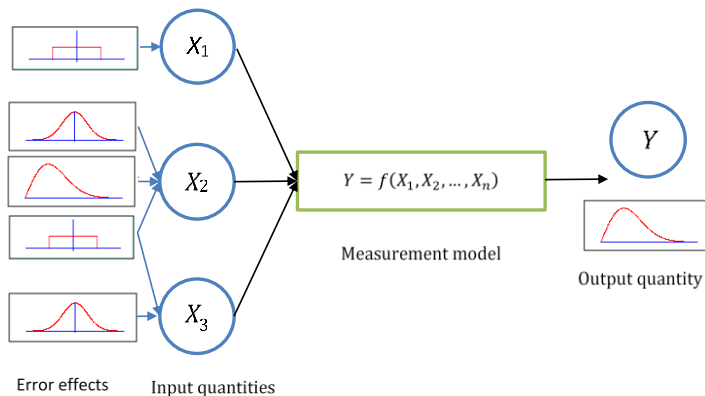 X₁
X₂
X₃
Y = f(X₁, X₂, …, Xₙ)
Y
Measurement model
Output quantity
Error effects
Input quantities